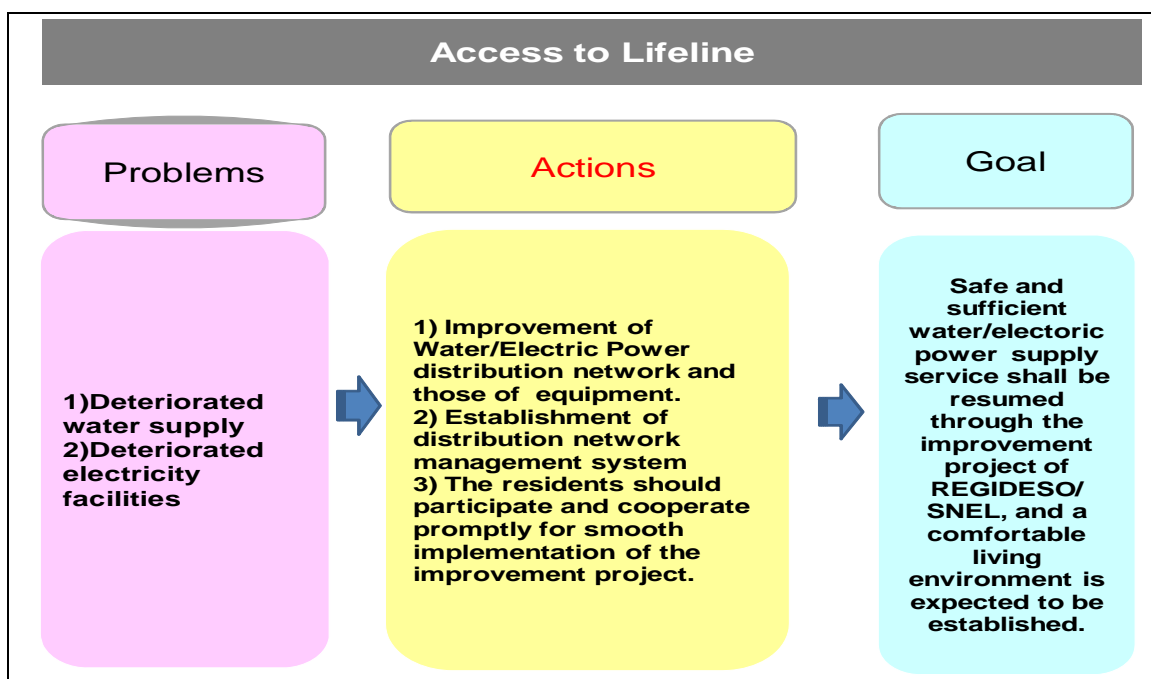 Access to Lifeline
Problems
Actions
Goal
1)Deteriorated
water supply
2)Deteriorated
electricity
facilities
1) Improvement of
Water/Electric Power
distribution network and
those of equipment.
2) Establishment of
distribution network
management system
3) The residents should
participate and cooperate
promptly for smooth
implementation of the
improvement project.
Safe and
sufficient
water/electoric
power supply
service shall be
resumed
through the
improvement
project of
REGIDESO/
SNEL, and a
comfortable
living
environment is
expected to be
established.